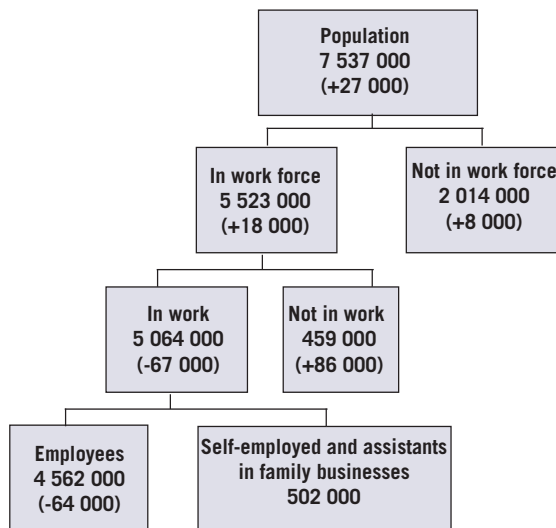 Population
7 537 000
(+27 000)
In work force
5 523 000
(+18 000)
Not in work force
2 014 000
(+8 000)
In work
5 064 000
(-67 000)
Not in work
459 000
(+86 000)
Employees
4 562 000
(-64 000)
Self-employed and assistants
in family businesses
502 000